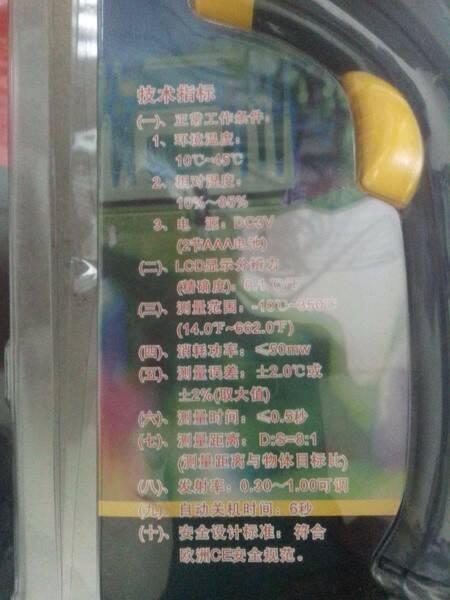 技术指标
(一)、正常工作条件：
1、环境温度：
10℃~45℃
2、相对湿度：
10%~85%
3、电 源：DC3V
(2节AAA电池)
(二)、LCD显示分辨力
(精确度)：0.1℃/℉
(三)、测量范围：-10℃~350℃
(14.0℉~662.0℉)
(四)、消耗功率：≤50mw
(五)、测量误差：±2.0℃或
±2%(取大值)
(六)、测量时间：≤0.5秒
(七)、测量距离：D:S=8:1
(测量距离与物体目标比)
(八)、发射率：0.30~1.00可调
(九)、自动关机时间：6秒
(十)、安全设计标准：符合
欧洲CE安全规范。